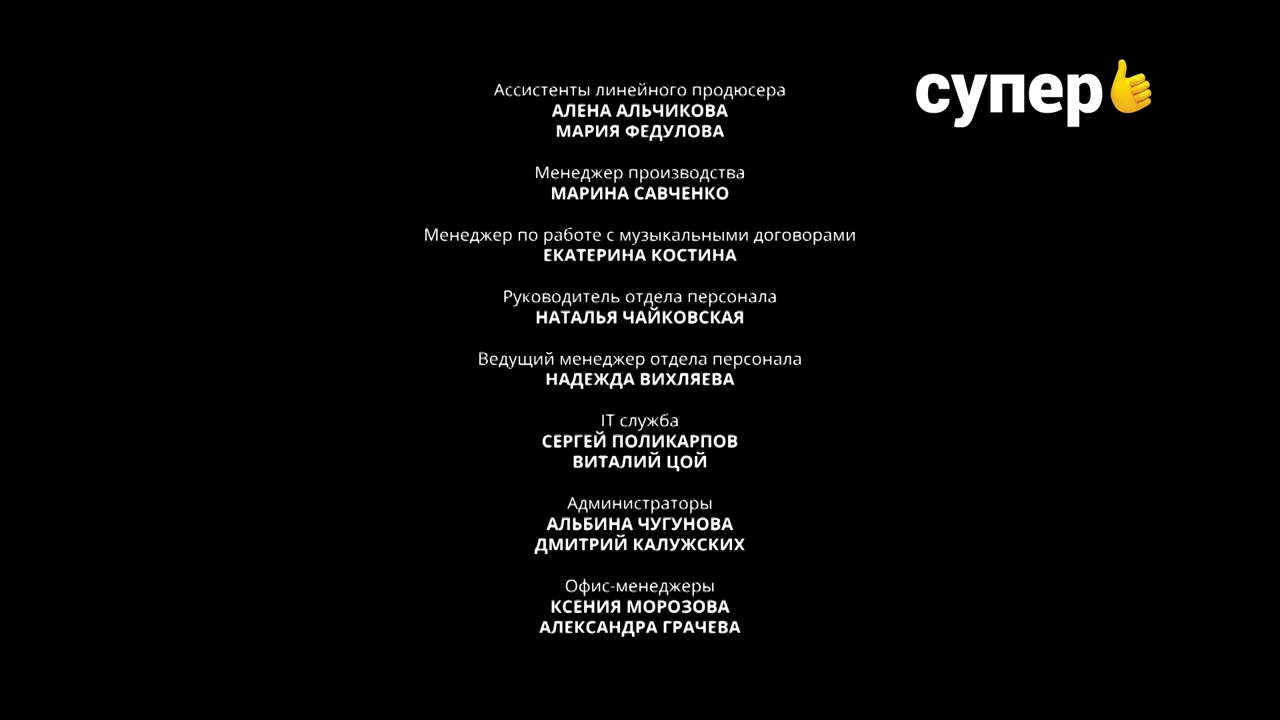 супер
Ассистенты линейного продюсера
АЛЕНА АЛЬЧИКОВА
МАРИЯ ФЕДУЛОВА
Менеджер производства
МАРИНА САВЧЕНКО
Менеджер по работе с музыкальными договорами
ЕКАТЕРИНА КОСТИНА
Руководитель отдела персонала
НАТАЛЬЯ ЧАЙКОВСКАЯ
Ведущий менеджер отдела персонала
НАДЕЖДА ВИХЛЯЕВА
IT служба
СЕРГЕЙ ПОЛИКАРПОВ
ВИТАЛИЙ ЦОЙ
Администраторы
АЛЬБИНА ЧУГУНОВА
ДМИТРИЙ КАЛУЖСКИХ
Офис-менеджеры
КСЕНИЯ МОРОЗОВА
АЛЕКСАНДРА ГРАЧЕВА